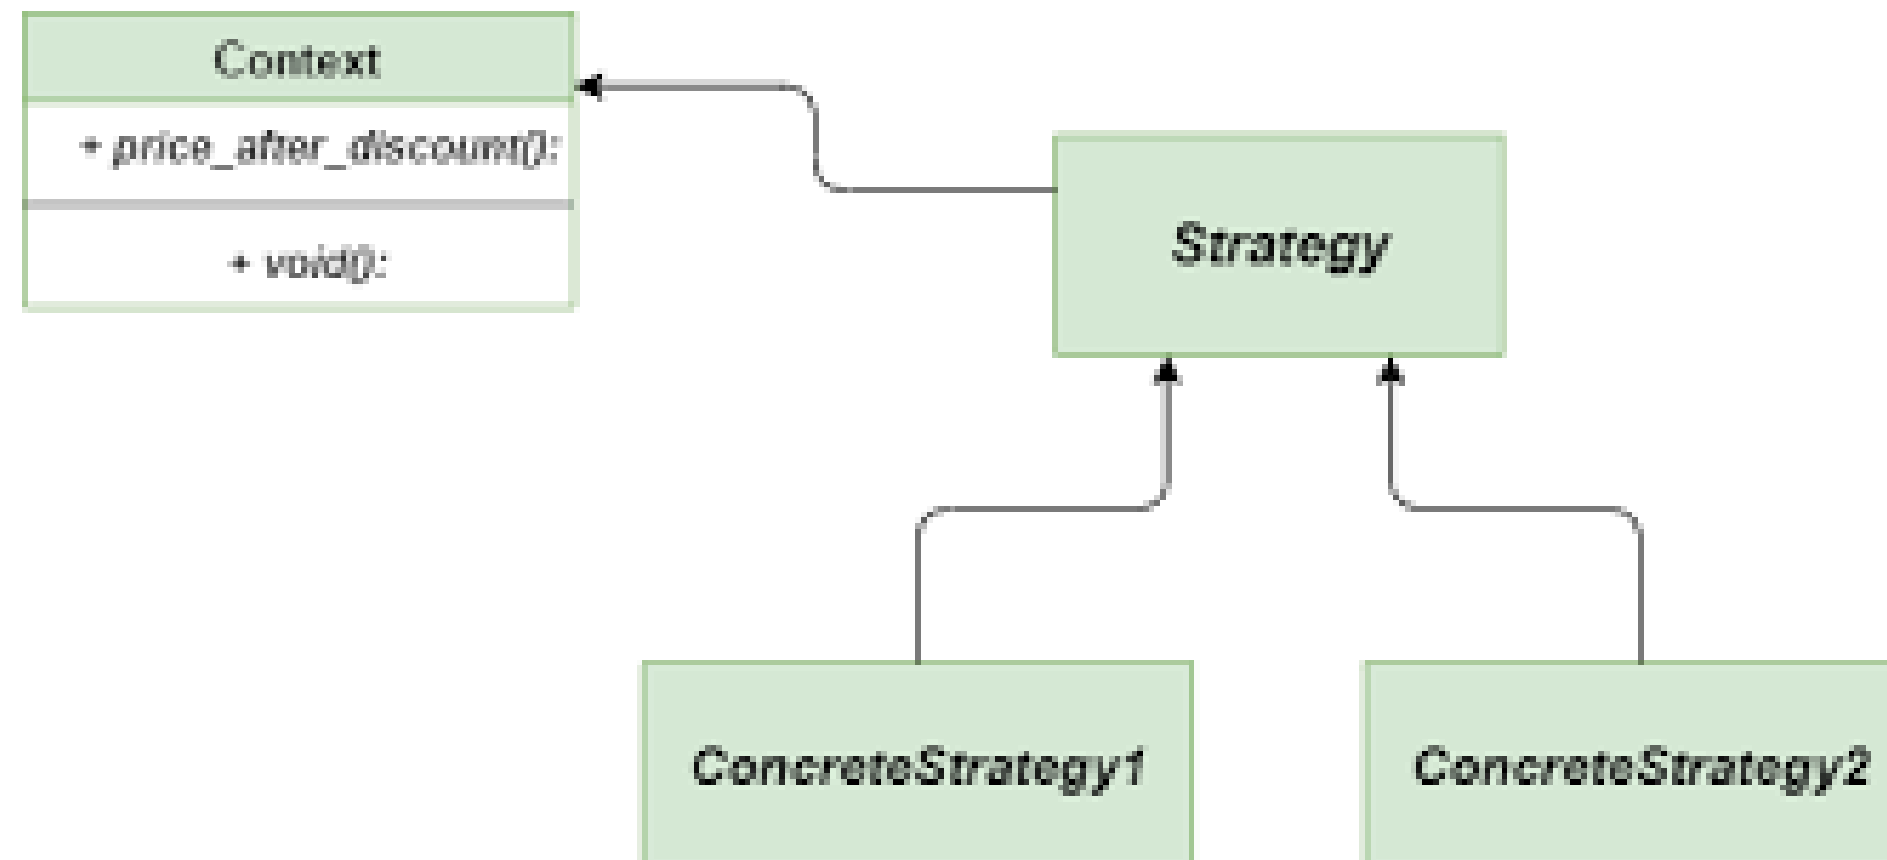 Context
+ price_after_discount():
+ void():
Strategy
ConcreteStrategy1
ConcreteStrategy2